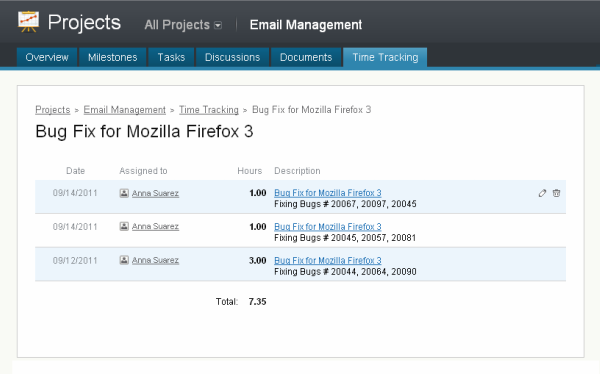 Projects All Projects Email Management
Overview Milestones Tasks Discussions Documents Time Tracking
Projects > Email Management > Time Tracking > Bug Fix for Mozilla Firefox 3
Bug Fix for Mozilla Firefox 3
Date Assigned to Hours Description
09/14/2011 Anna Suarez 1.00 Bug Fix for Mozilla Firefox 3
Fixing Bugs # 20067, 20097, 20045
09/14/2011 Anna Suarez 1.00 Bug Fix for Mozilla Firefox 3
Fixing Bugs # 20045, 20057, 20081
09/12/2011 Anna Suarez 3.00 Bug Fix for Mozilla Firefox 3
Fixing Bugs # 20044, 20064, 20090
Total: 7.35